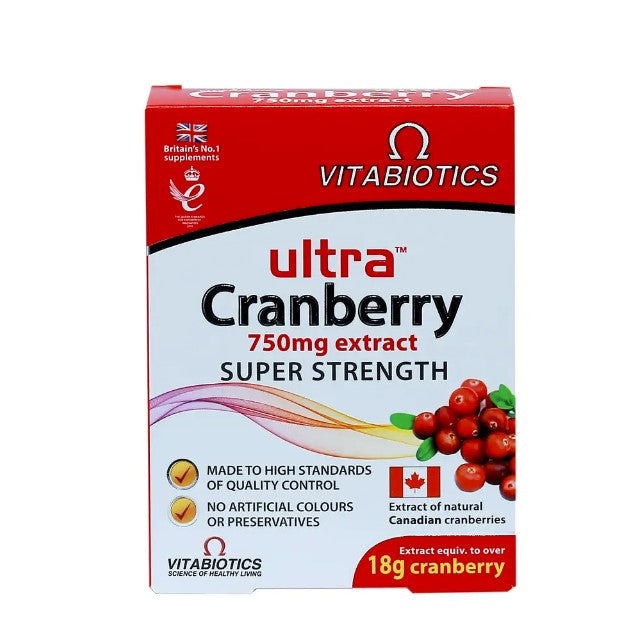 Cranberry
750mg extract
Britain's No.1
supplements
VITABIOTICS
ultra™
Cranberry
750mg extract
SUPER STRENGTH
MADE TO HIGH STANDARDS
OF QUALITY CONTROL
NO ARTIFICIAL COLOURS
OR PRESERVATIVES
Extract of natural
Canadian cranberries
VITABIOTICS
SCIENCE OF HEALTHY LIVING
Extract equiv. to over
18g cranberry